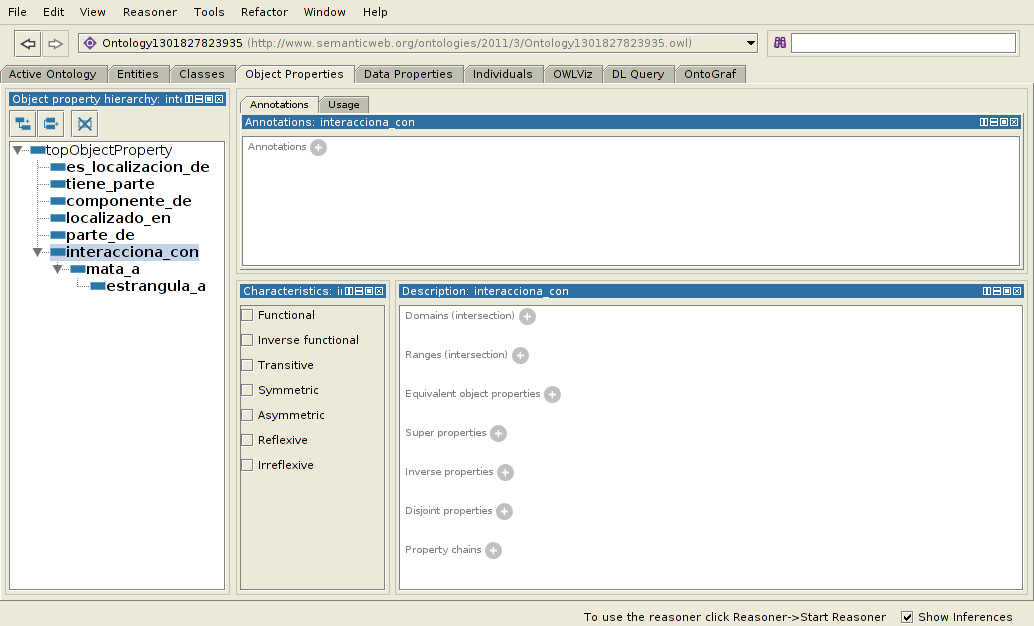 File Edit View Reasoner Tools Refactor Window Help
Ontology1301827823935 (http://www.semanticweb.org/ontologies/2011/3/Ontology1301827823935.owl)
Active Ontology Entities Classes Object Properties Data Properties Individuals OWLViz DL Query OntoGraf
Object property hierarchy: inte
topObjectProperty
es_localizacion_de
tiene_parte
componente_de
localizado_en
parte_de
interacciona_con
mata_a
estrangula_a
Annotations Usage
Annotations: interacciona_con
Annotations
Characteristics: i
Functional
Inverse functional
Transitive
Symmetric
Asymmetric
Reflexive
Irreflexive
Description: interacciona_con
Domains (intersection)
Ranges (intersection)
Equivalent object properties
Super properties
Inverse properties
Disjoint properties
Property chains
To use the reasoner click Reasoner->Start Reasoner Show Inferences